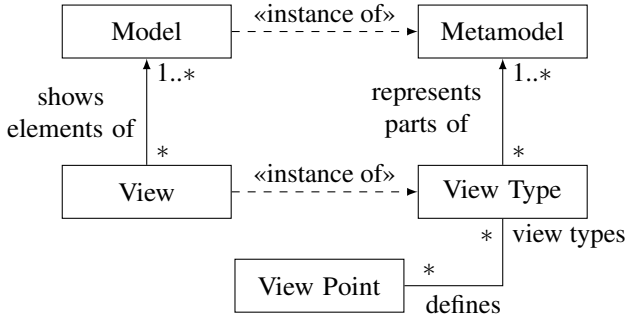 Model «instance of» Metamodel
1..∗ 1..∗
shows represents
elements of parts of
∗ ∗
View «instance of» View Type
∗ view types
View Point ∗
defines